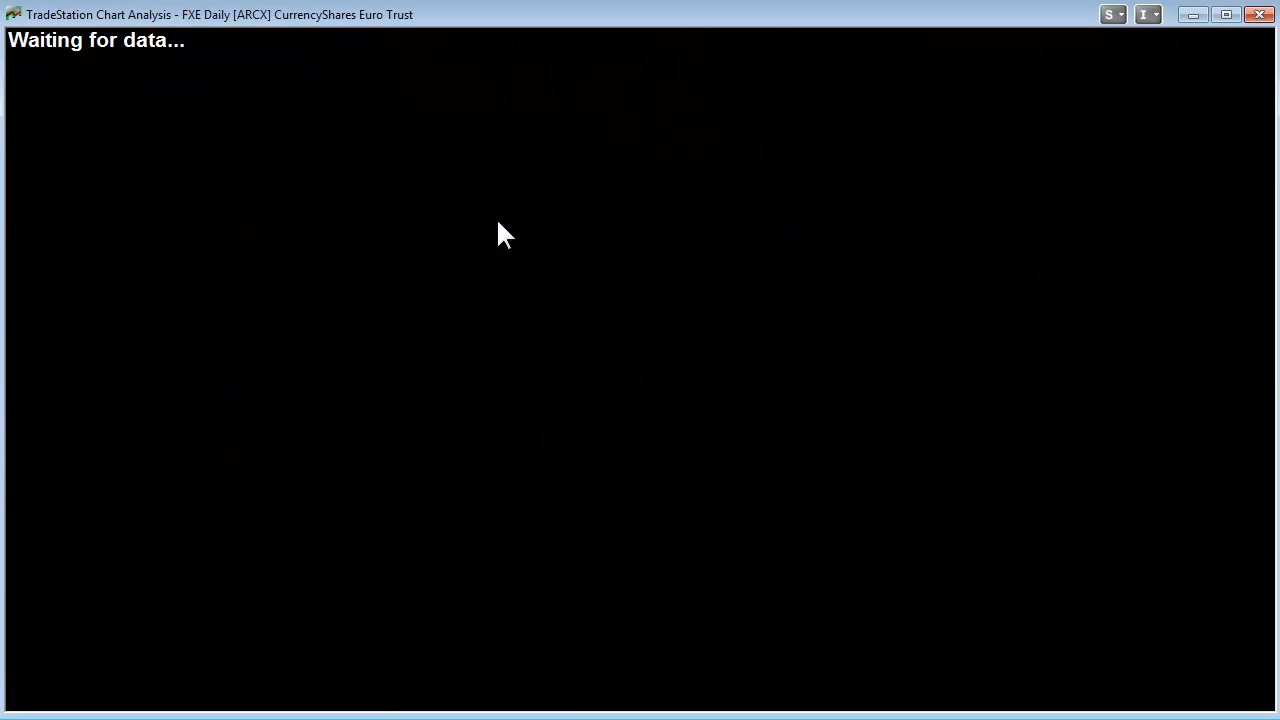 TradeStation Chart Analysis - FXE Daily [ARCX] CurrencyShares Euro Trust
S
I
Waiting for data...